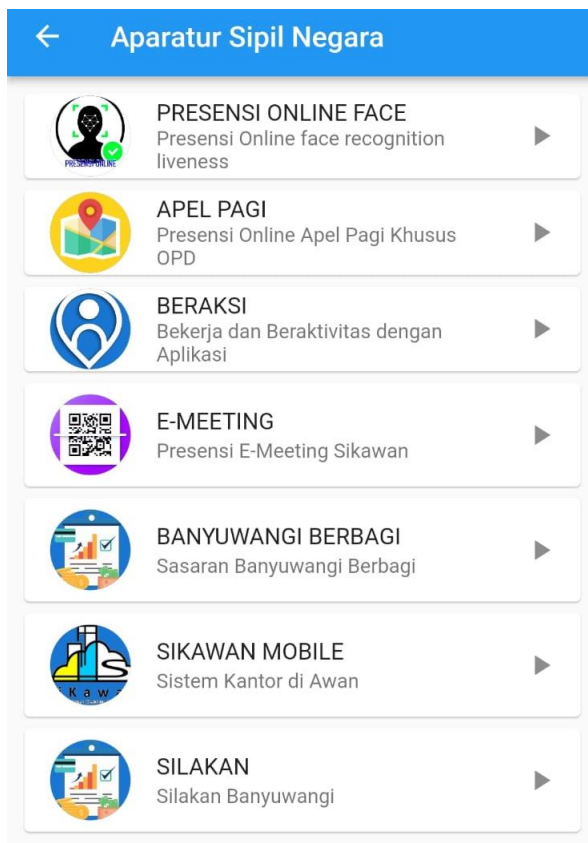 Aparatur Sipil Negara
PRESENSI ONLINE FACE
Presensi Online face recognition
liveness
PRESENSI ONLINE
APEL PAGI
Presensi Online Apel Pagi Khusus
OPD
BERAKSI
Bekerja dan Beraktivitas dengan
Aplikasi
E-MEETING
Presensi E-Meeting Sikawan
BANYUWANGI BERBAGI
Sasaran Banyuwangi Berbagi
SIKAWAN MOBILE
Sistem Kantor di Awan
SILAKAN
Silakan Banyuwangi